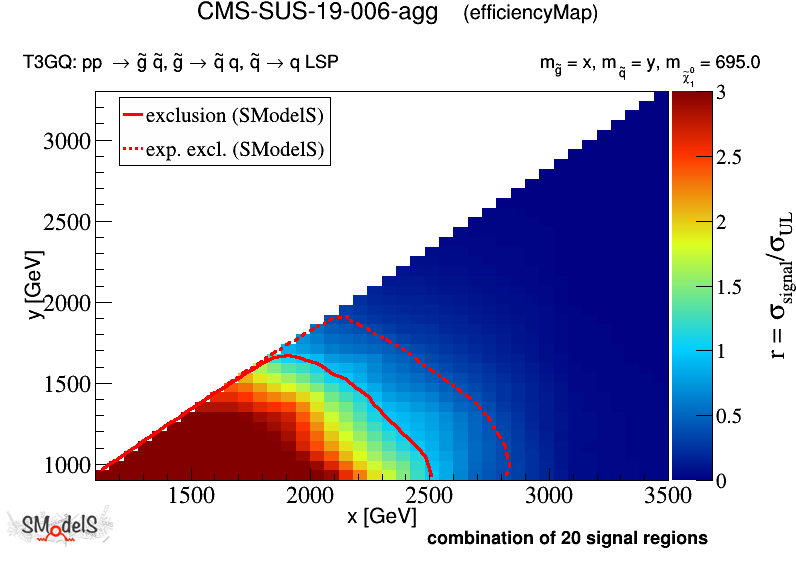 CMS-SUS-19-006-agg (efficiencyMap)
T3GQ: pp → g̃ q̃, g̃ → q̃ q, q̃ → q LSP
m_g̃ = x, m_q̃ = y, m_χ̃₁⁰ = 695.0
exclusion (SModelS)
exp. excl. (SModelS)
y [GeV]
3000
2500
2000
1500
1000
1500
2000
2500
3000
3500
x [GeV]
3
2.5
2
1.5
1
0.5
0
r = σ_signal/σ_UL
SModelS
combination of 20 signal regions